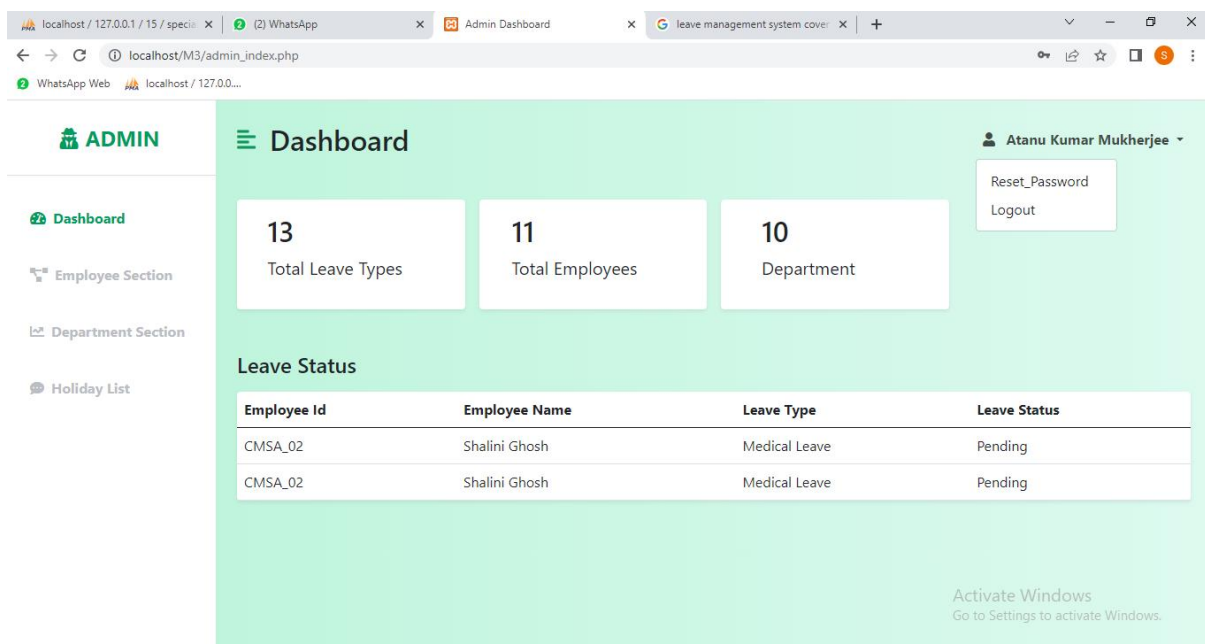 localhost / 127.0.0.1 / 15 / specia
(2) WhatsApp
Admin Dashboard
leave management system cover
localhost/M3/admin_index.php
S
2 WhatsApp Web
localhost / 127.0.0....
ADMIN
Dashboard
Atanu Kumar Mukherjee
Reset_Password
Logout
Dashboard
Employee Section
Department Section
Holiday List
13
Total Leave Types
11
Total Employees
10
Department
Leave Status
Employee Id Employee Name Leave Type Leave Status
CMSA_02 Shalini Ghosh Medical Leave Pending
CMSA_02 Shalini Ghosh Medical Leave Pending
Activate Windows
Go to Settings to activate Windows.